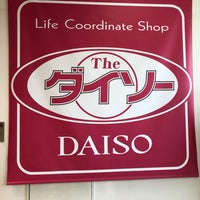 Life Coordinate Shop
The
ダイソー
DAISO